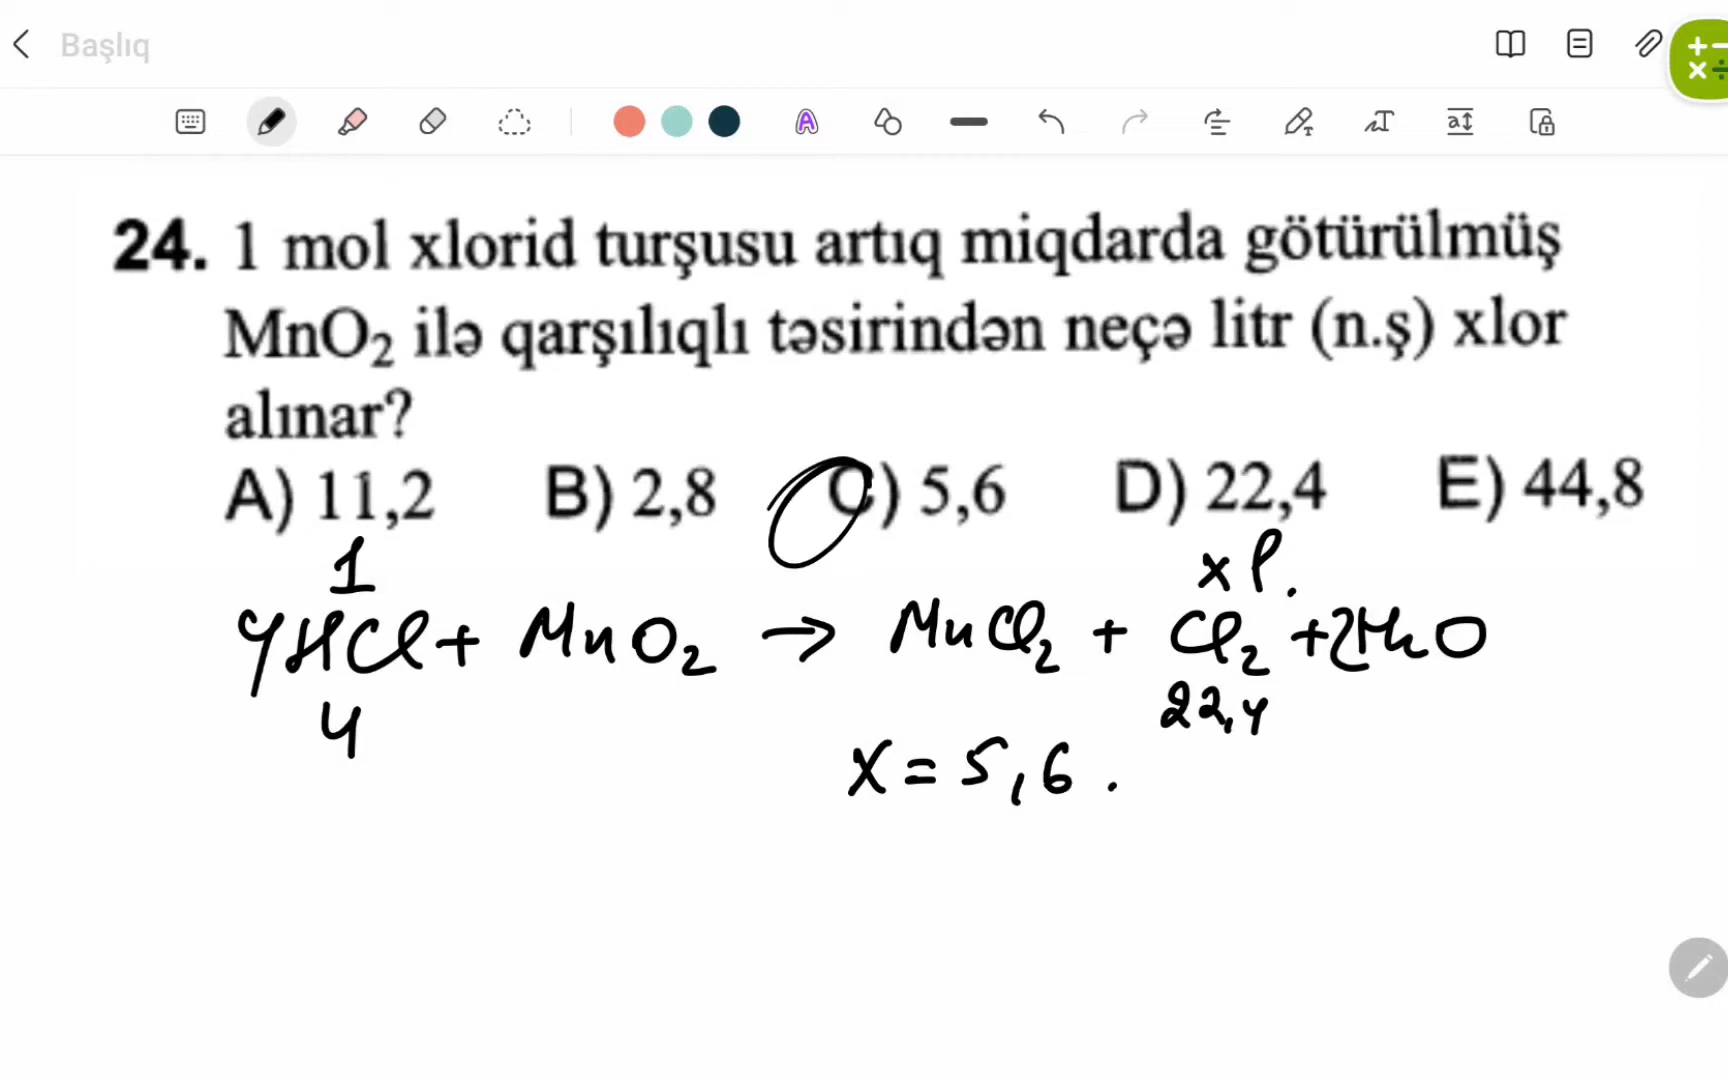 Başlıq
24. 1 mol xlorid turşusu artıq miqdarda götürülmüş
MnO₂ ilə qarşılıqlı təsirindən neçə litr (n.ş) xlor
alınar?
A) 11,2 B) 2,8 C) 5,6 D) 22,4 E) 44,8
1 x l.
4HCl + MnO₂ → MnCl₂ + Cl₂ + 2H₂O
4 22,4
x = 5,6 .